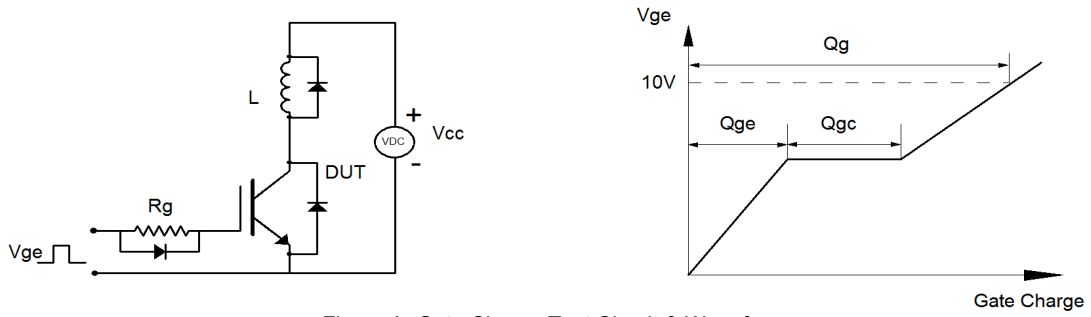 L
VDC
+
-
Vcc
DUT
Rg
Vge
Vge
10V
Qg
Qge
Qgc
Gate Charge